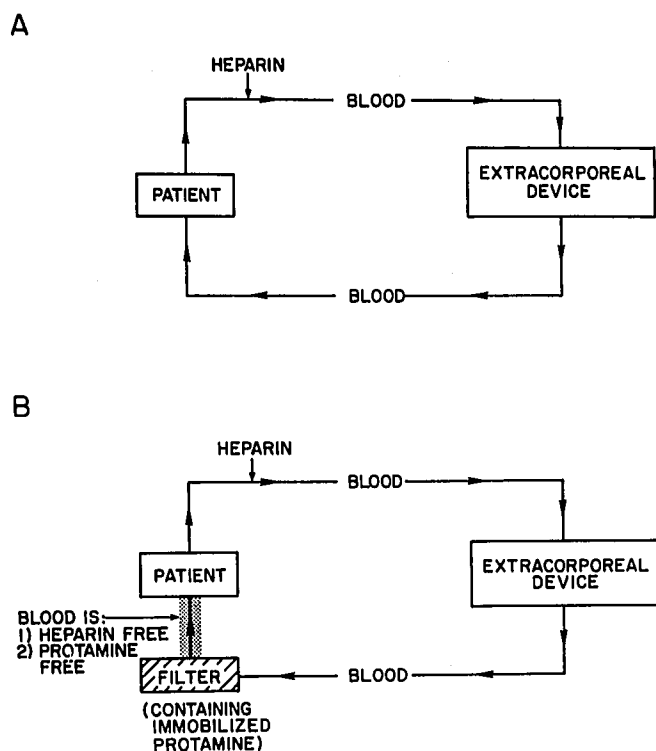 A
HEPARIN
BLOOD
PATIENT
EXTRACORPOREAL
DEVICE
BLOOD
B
HEPARIN
BLOOD
PATIENT
EXTRACORPOREAL
DEVICE
BLOOD IS:
1) HEPARIN FREE
2) PROTAMINE
FREE
FILTER
BLOOD
(CONTAINING
IMMOBILIZED
PROTAMINE)